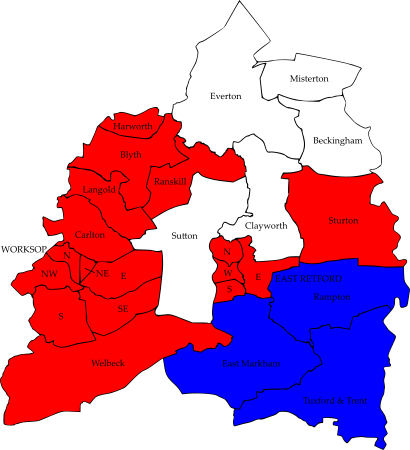 Misterton
Everton
Harworth
Beckingham
Blyth
Langold
Ranskill
Sturton
Clayworth
Carlton
Sutton
WORKSOP
N
N
NW
NE
E
W
E
EAST RETFORD
S
Rampton
S
SE
Welbeck
East Markham
Tuxford & Trent